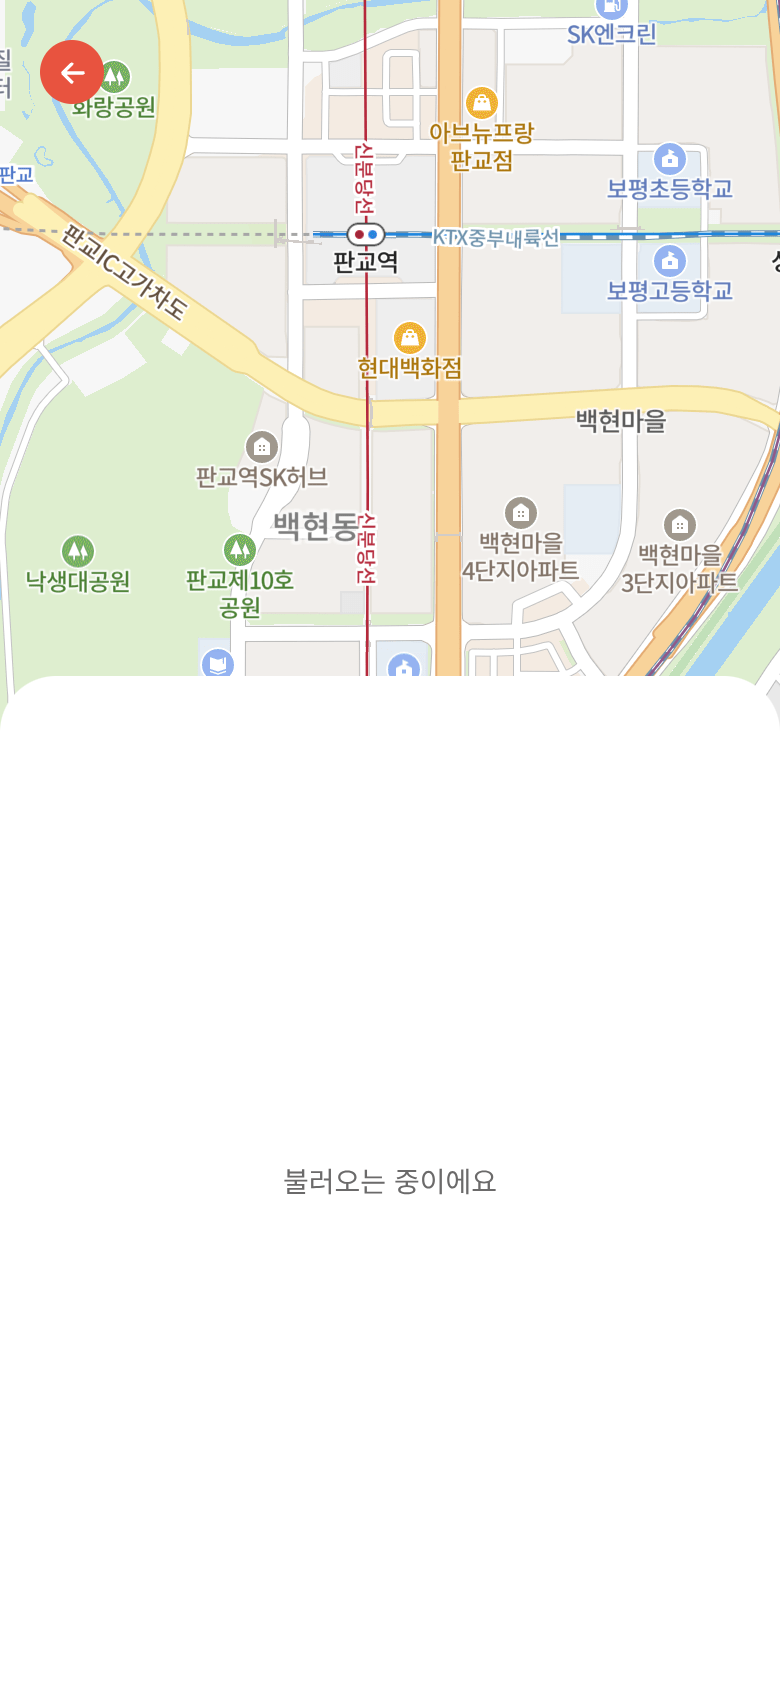 SK엔크린
화랑공원
아브뉴프랑
판교점
신분당선
보평초등학교
판교
판교IC고가차도
KTX중부내륙선
판교역
보평고등학교
현대백화점
백현마을
판교역SK허브
백현동
신분당선
백현마을
4단지아파트
백현마을
3단지아파트
낙생대공원
판교제10호
공원
불러오는 중이에요